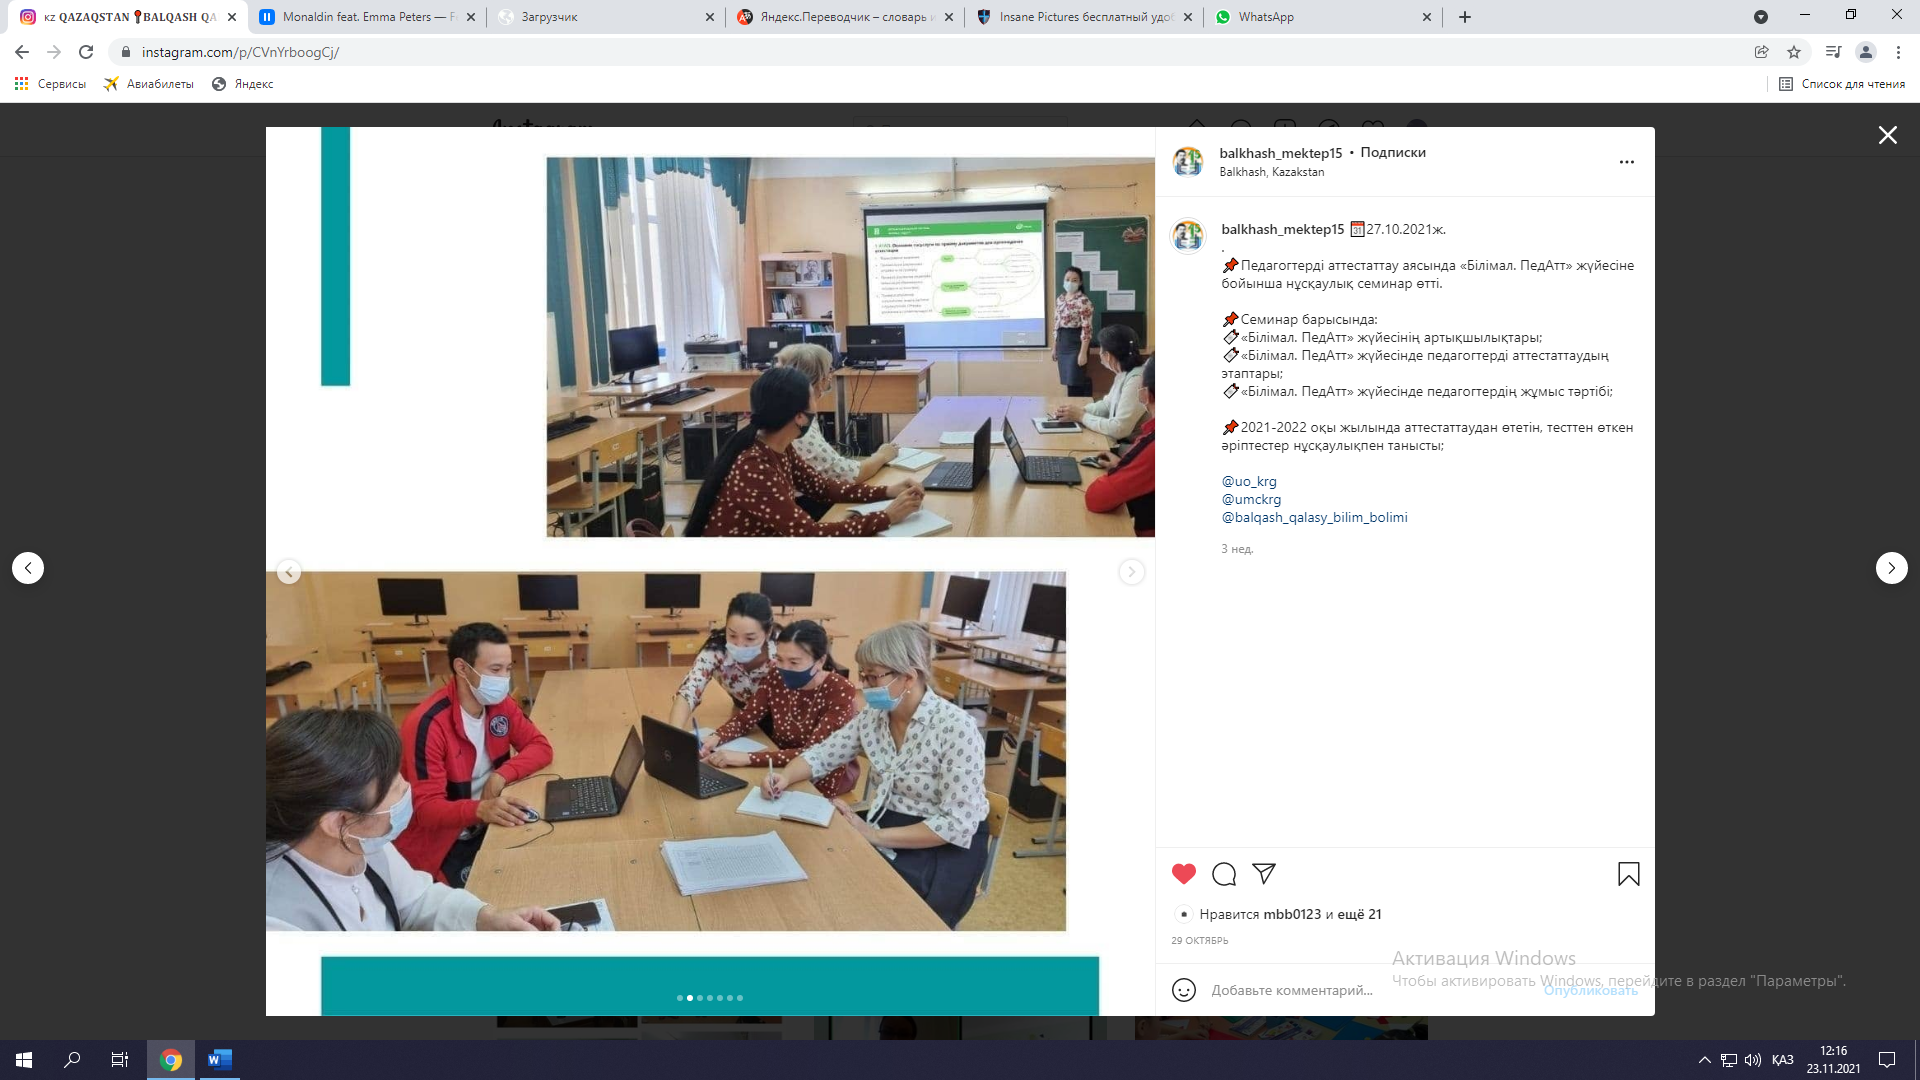 KZ QAZAQSTAN 📍BALQASH QA
Monaldin feat. Emma Peters — F
Загрузчик
Яндекс.Переводчик – словарь и
Insane Pictures бесплатный удоб
WhatsApp
instagram.com/p/CVnYrboogCj/
Сервисы
Авиабилеты
Яндекс
Список для чтения
balkhash_mektep15 • Подписки
Balkhash, Kazakstan
balkhash_mektep15 📅27.10.2021ж.
.
📌Педагогтерді аттестаттау аясында «Білімал. ПедАтт» жүйесіне
бойынша нұсқаулық семинар өтті.
📌Семинар барысында:
«Білімал. ПедАтт» жүйесінің артықшылықтары;
«Білімал. ПедАтт» жүйесінде педагогтерді аттестаттаудың
этаптары;
«Білімал. ПедАтт» жүйесінде педагогтердің жұмыс тәртібі;
📌2021-2022 оқы жылында аттестаттаудан өтетін, тесттен өткен
әріптестер нұсқаулықпен танысты;
@uo_krg
@umckrg
@balqash_qalasy_bilim_bolimi
3 нед.
Нравится mbb0123 и ещё 21
29 ОКТЯБРЬ
Добавьте комментарий...
Опубликовать
Активация Windows
Чтобы активировать Windows, перейдите в раздел "Параметры".
ҚАЗ
12:16
23.11.2021